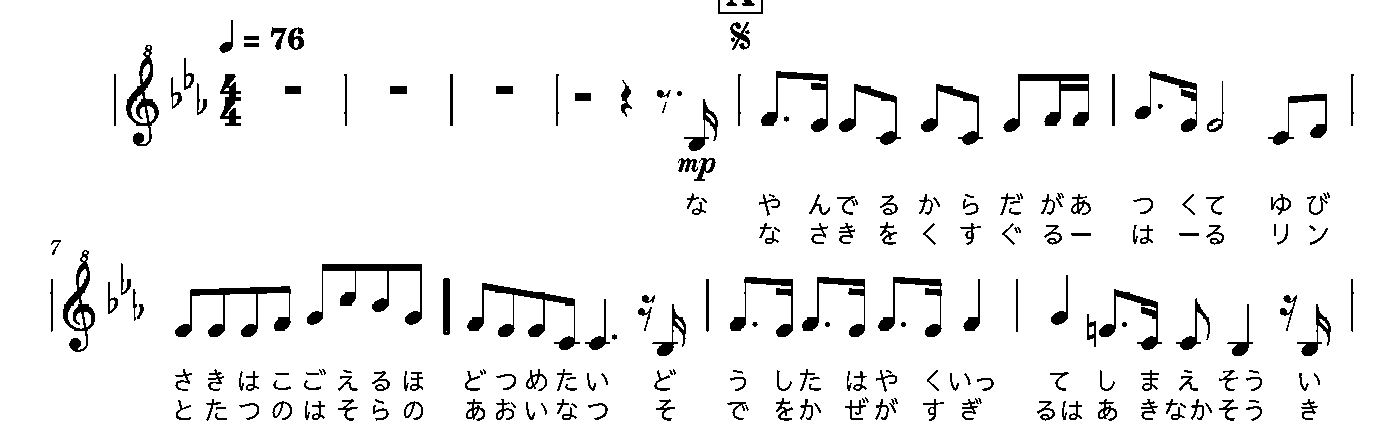 A
= 76
8
4
4
mp
な や んで る か ら だ があ つ くて ゆ び
な さき を く す ぐ るー は ーる リ ン
7
8
さ き は こ ご え る ほ ど つ め た い ど う した はや くいっ て し ま え そう い
と た つ の は そ ら の あ お い な つ そ で をか ぜが す ぎ るは あ きなか そう き